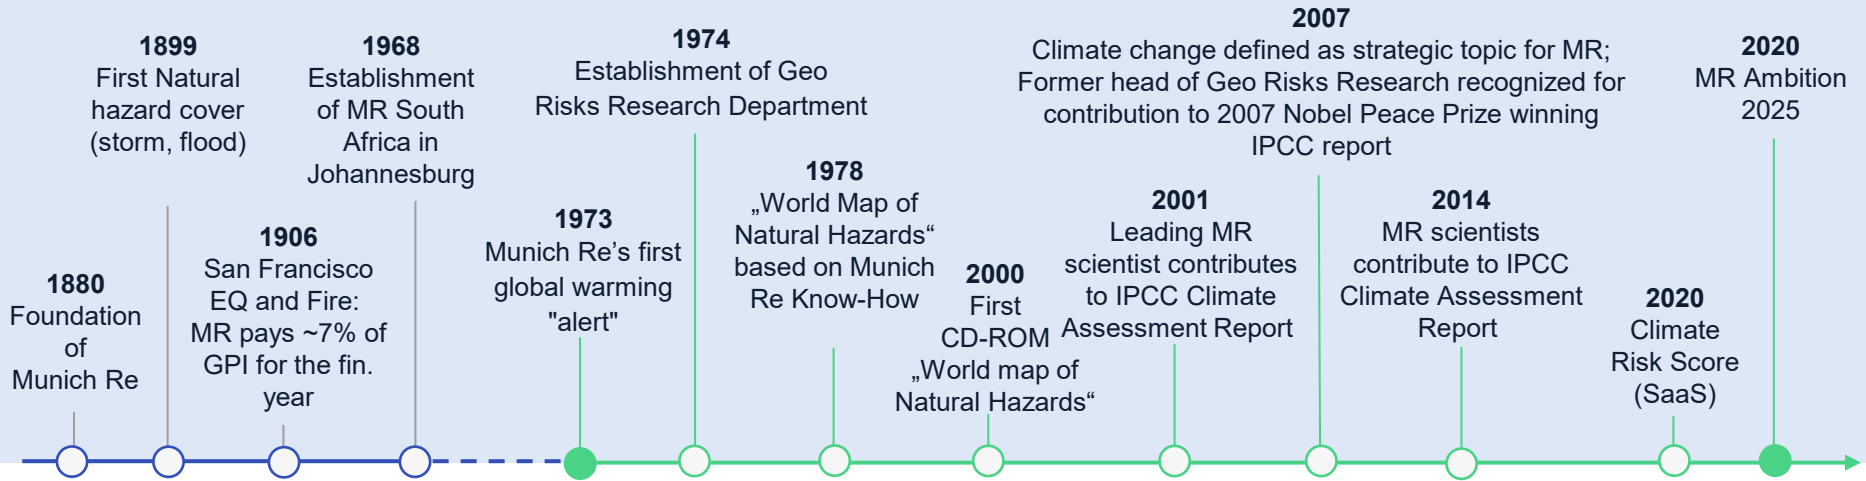 1880
Foundation
of
Munich Re
1899
First Natural
hazard cover
(storm, flood)
1906
San Francisco
EQ and Fire:
MR pays ~7% of
GPI for the fin.
year
1968
Establishment
of MR South
Africa in
Johannesburg
1973
Munich Re’s first
global warming
"alert"
1974
Establishment of Geo
Risks Research Department
1978
„World Map of
Natural Hazards“
based on Munich
Re Know-How
2000
First
CD-ROM
„World map of
Natural Hazards“
2001
Leading MR
scientist contributes
to IPCC Climate
Assessment Report
2007
Climate change defined as strategic topic for MR;
Former head of Geo Risks Research recognized for
contribution to 2007 Nobel Peace Prize winning
IPCC report
2014
MR scientists
contribute to IPCC
Climate Assessment
Report
2020
Climate
Risk Score
(SaaS)
2020
MR Ambition
2025